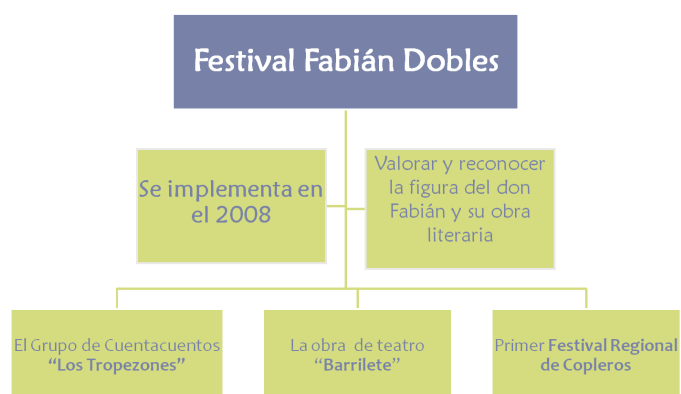 Festival Fabián Dobles
Se implementa en
el 2008
Valorar y reconocer
la figura del don
Fabián y su obra
literaria
El Grupo de Cuentacuentos
“Los Tropezones”
La obra de teatro
“Barrilete”
Primer Festival Regional
de Copleros